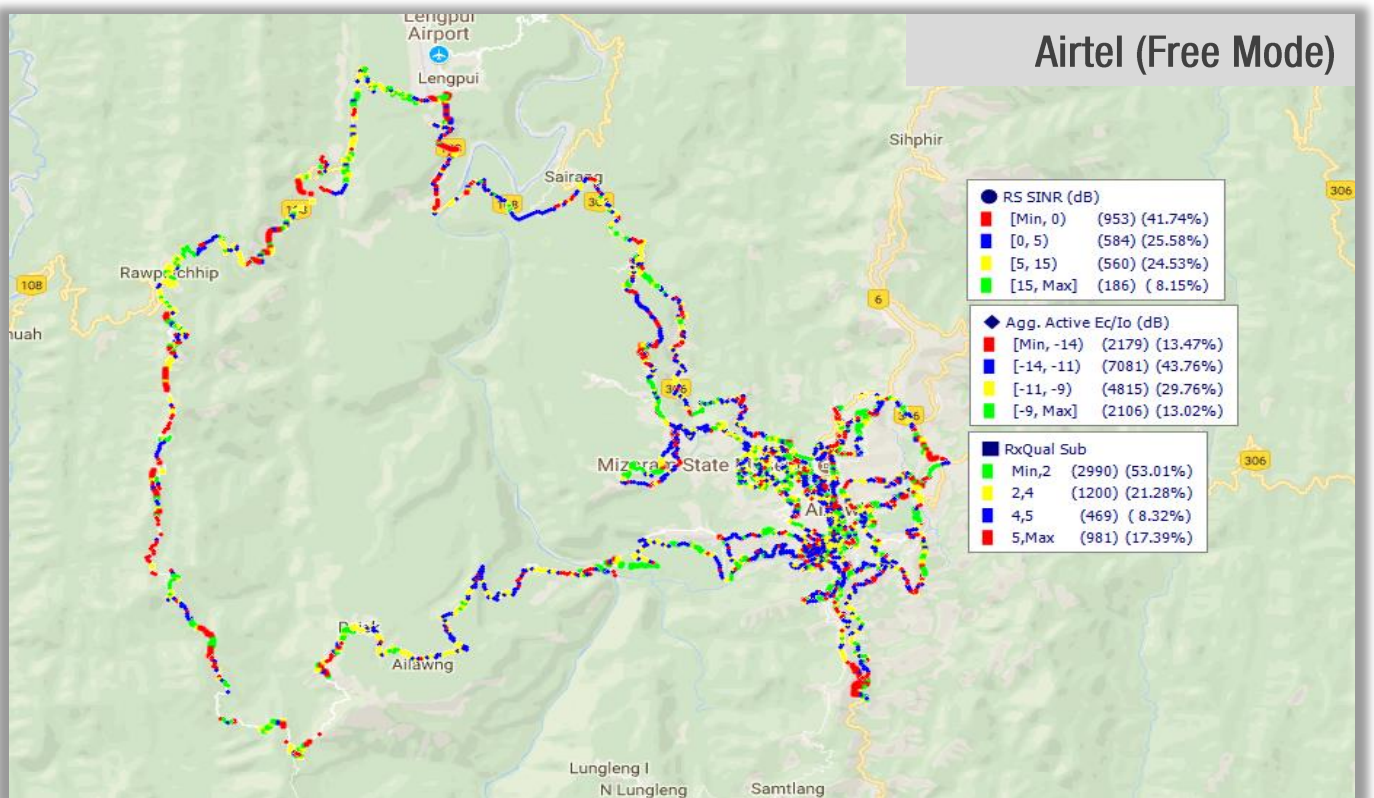 Lengpui
Airport
Airtel (Free Mode)
Lengpui
Sihphir
Sairang
306
RS SINR (dB)
[Min, 0) (953) (41.74%)
[0, 5) (584) (25.58%)
[5, 15) (560) (24.53%)
[15, Max] (186) ( 8.15%)
108
Rawpuichhip
6
Agg. Active Ec/Io (dB)
[Min, -14) (2179) (13.47%)
[-14, -11) (7081) (43.76%)
[-11, -9) (4815) (29.76%)
[-9, Max] (2106) (13.02%)
306
306
RxQual Sub
Min,2 (2990) (53.01%)
2,4 (1200) (21.28%)
4,5 (469) ( 8.32%)
5,Max (981) (17.39%)
306
Mizoram State
Ailawng
Lungleng I
N Lungleng
Samtlang